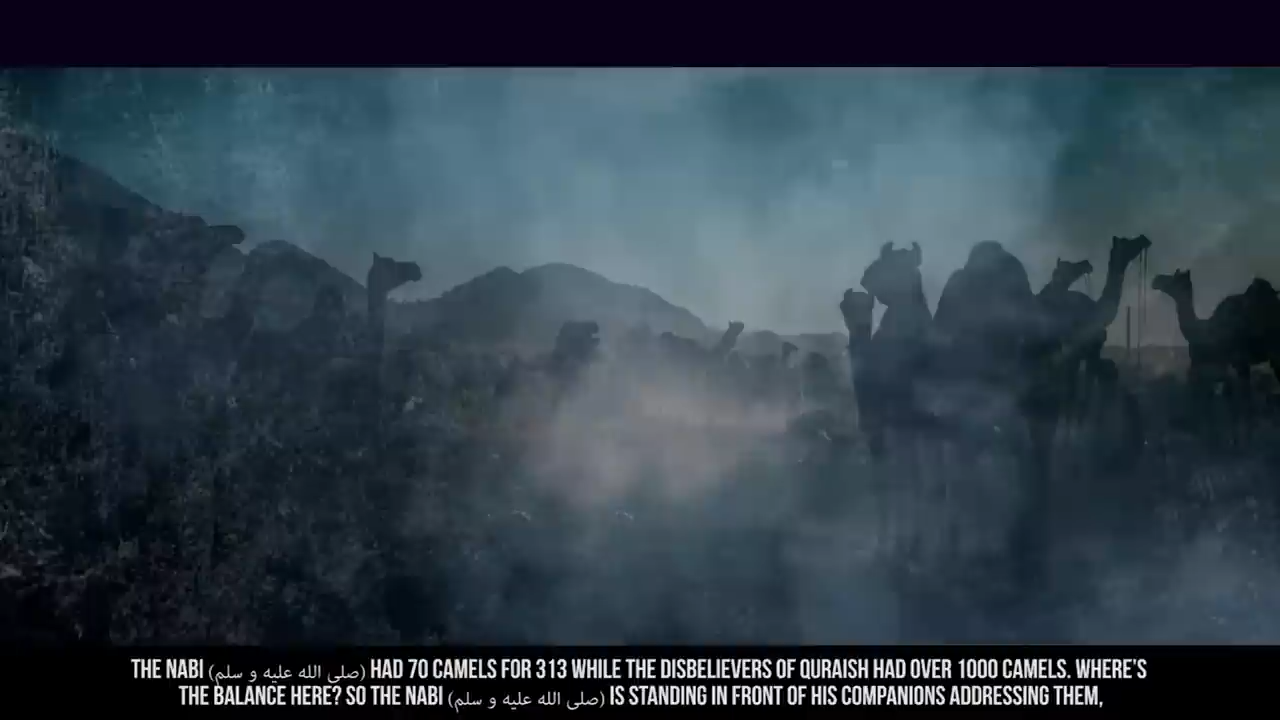 THE NABI (صلى الله عليه و سلم) HAD 70 CAMELS FOR 313 WHILE THE DISBELIEVERS OF QURAISH HAD OVER 1000 CAMELS. WHERE'S
THE BALANCE HERE? SO THE NABI (صلى الله عليه و سلم) IS STANDING IN FRONT OF HIS COMPANIONS ADDRESSING THEM,